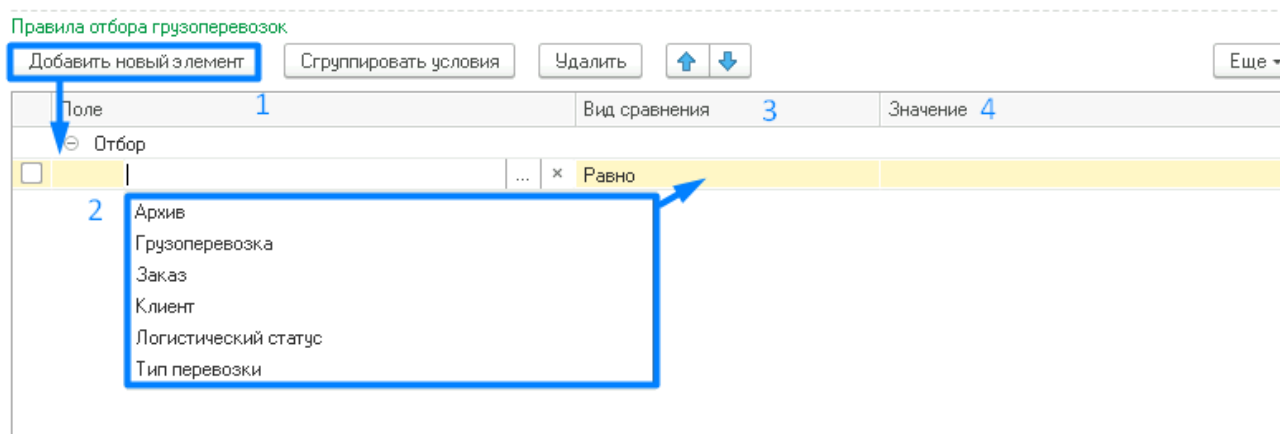 Правила отбора грузоперевозок
Добавить новый элемент Сгруппировать условия Удалить Еще
Поле 1 Вид сравнения 3 Значение 4
Отбор
... × Равно
2 Архив
Грузоперевозка
Заказ
Клиент
Логистический статус
Тип перевозки